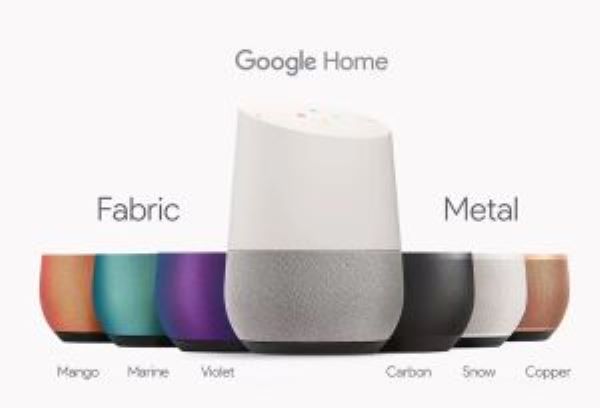 Google Home
Fabric
Metal
Mango
Marine
Violet
Carbon
Snow
Copper